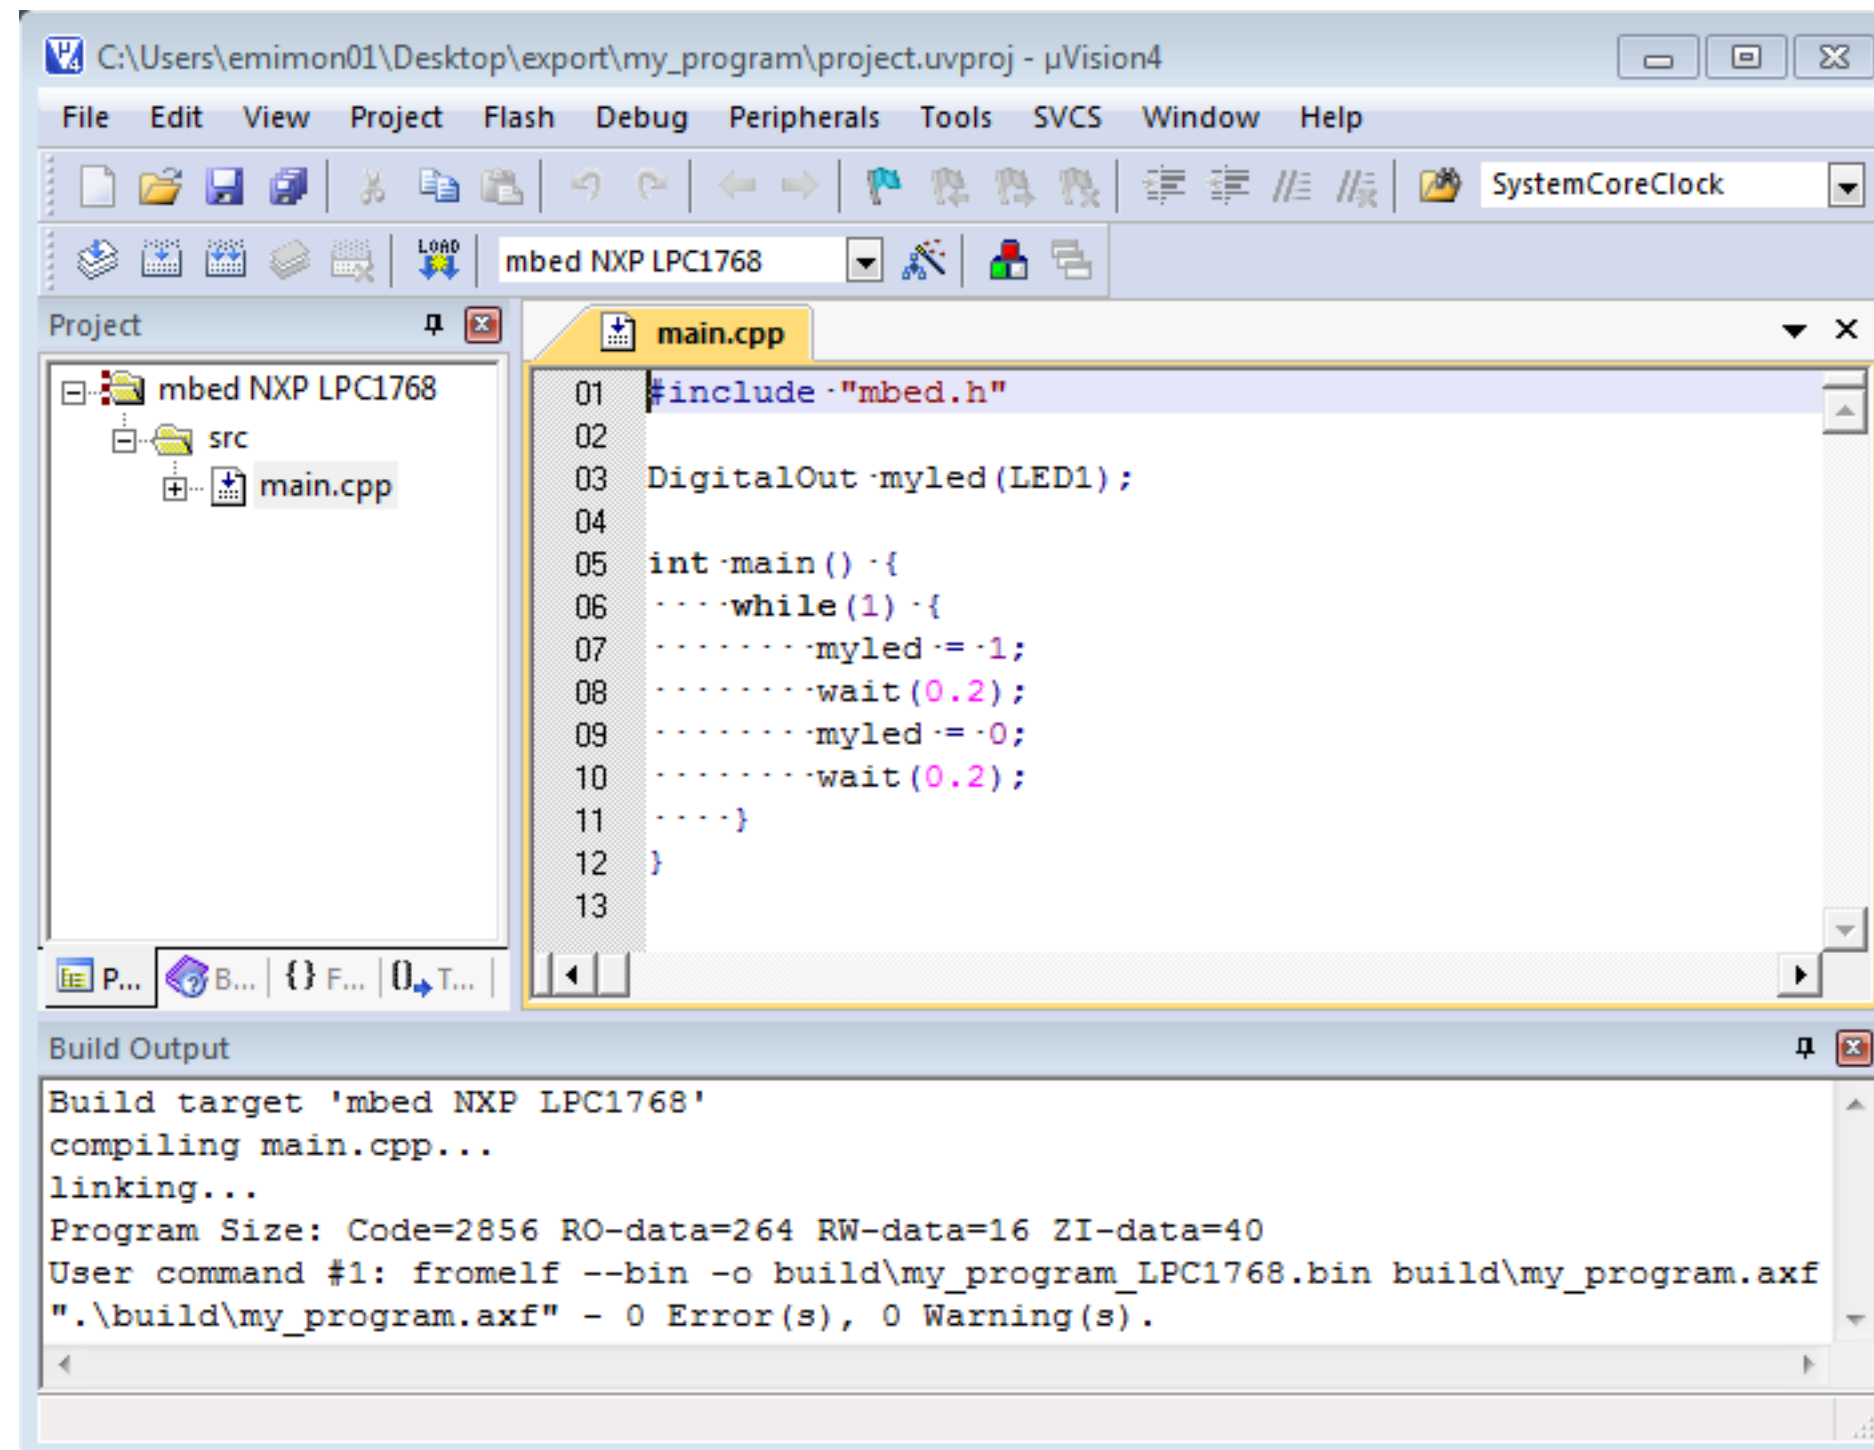 C:\Users\emimon01\Desktop\export\my_program\project.uvproj - µVision4
File Edit View Project Flash Debug Peripherals Tools SVCS Window Help
SystemCoreClock
LOAD mbed NXP LPC1768
Project
mbed NXP LPC1768
src
main.cpp
P... B... {} F... T...
main.cpp
01 #include "mbed.h"
02
03 DigitalOut myled(LED1);
04
05 int main() {
06     while(1) {
07         myled = 1;
08         wait(0.2);
09         myled = 0;
10         wait(0.2);
11     }
12 }
13
Build Output
Build target 'mbed NXP LPC1768'
compiling main.cpp...
linking...
Program Size: Code=2856 RO-data=264 RW-data=16 ZI-data=40
User command #1: fromelf --bin -o build\my_program_LPC1768.bin build\my_program.axf
".\build\my_program.axf" - 0 Error(s), 0 Warning(s).